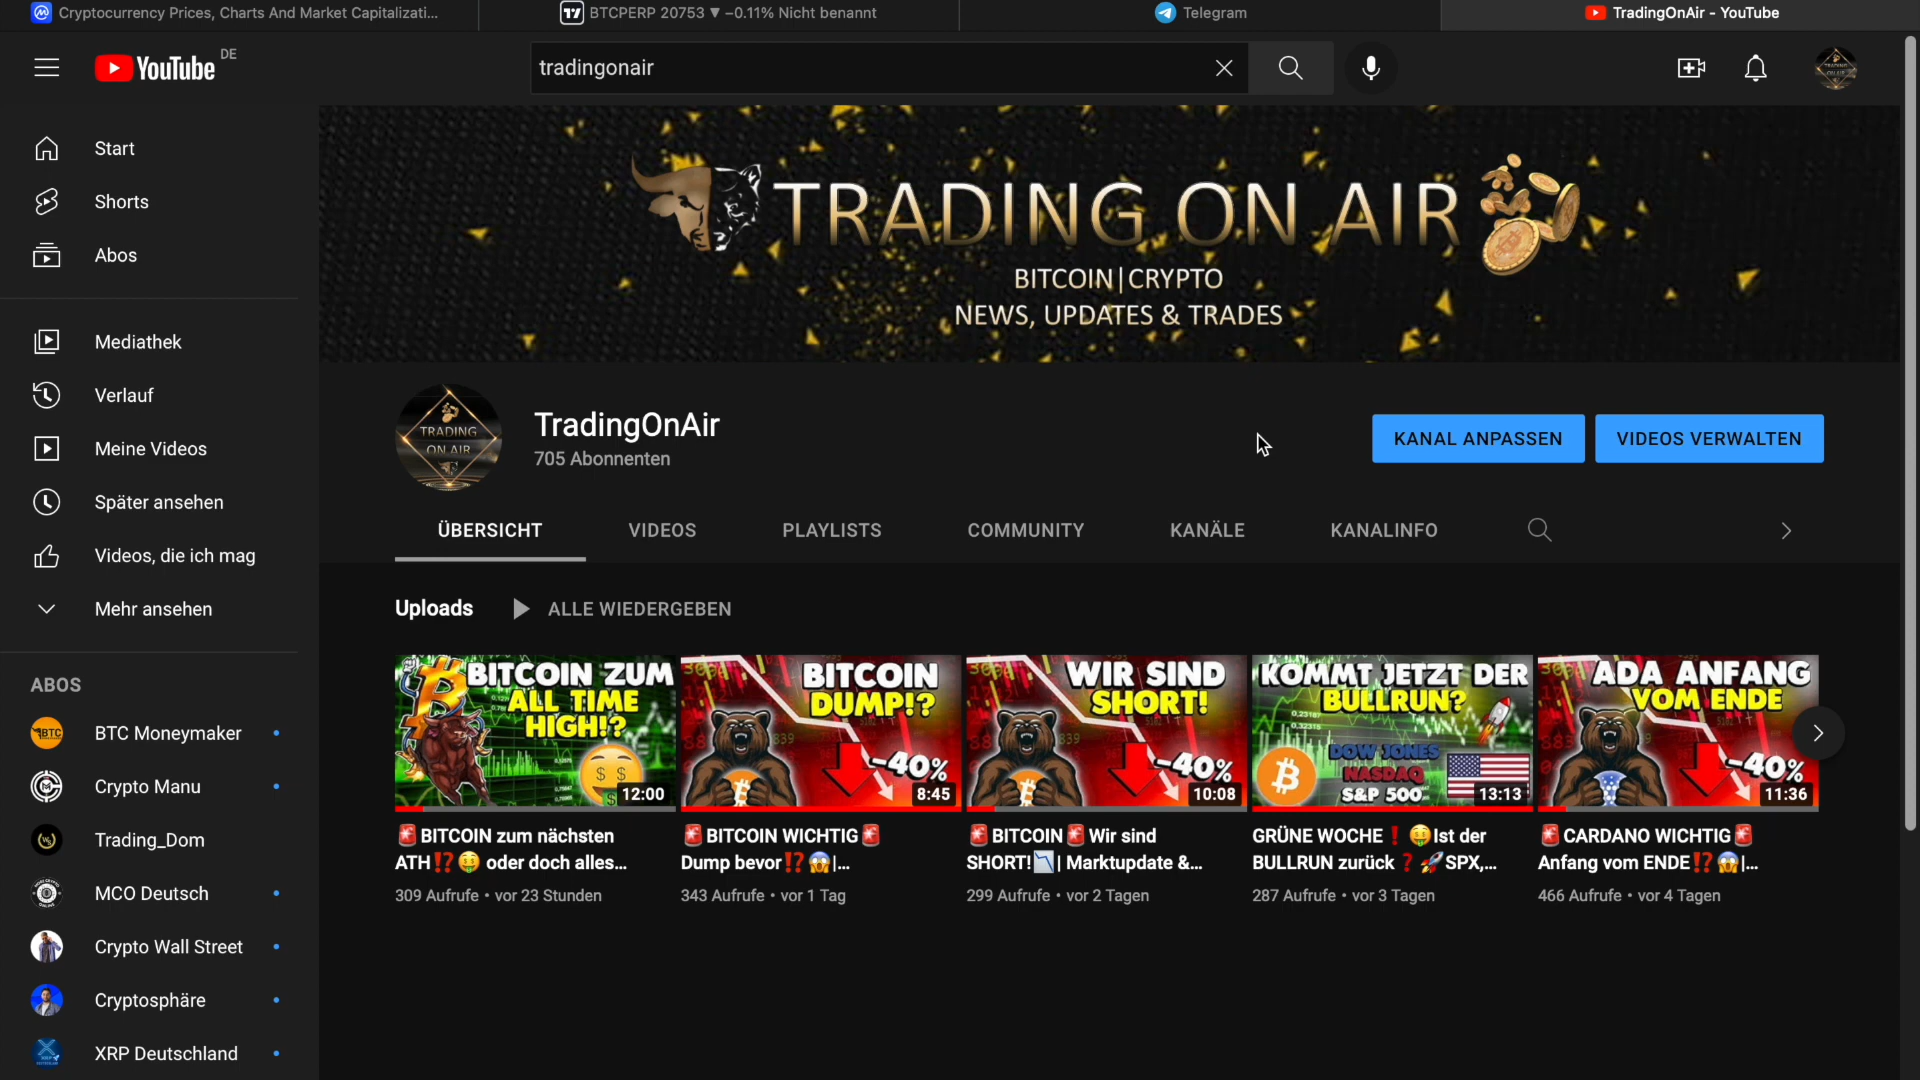 Cryptocurrency Prices, Charts And Market Capitalizati...
BTCPERP 20753 ▼ −0.11% Nicht benannt
Telegram
TradingOnAir - YouTube
YouTube DE
tradingonair
Start
Shorts
Abos
Mediathek
Verlauf
Meine Videos
Später ansehen
Videos, die ich mag
Mehr ansehen
ABOS
BTC Moneymaker
Crypto Manu
Trading_Dom
MCO Deutsch
Crypto Wall Street
Cryptosphäre
XRP Deutschland
TRADING ON AIR
BITCOIN|CRYPTO
NEWS, UPDATES & TRADES
TRADING
ON AIR
TradingOnAir
705 Abonnenten
KANAL ANPASSEN
VIDEOS VERWALTEN
ÜBERSICHT
VIDEOS
PLAYLISTS
COMMUNITY
KANÄLE
KANALINFO
Uploads
ALLE WIEDERGEBEN
BITCOIN ZUM
ALL TIME
HIGH!?
12:00
🚨BITCOIN zum nächsten
ATH⁉️🤑 oder doch alles...
309 Aufrufe • vor 23 Stunden
BITCOIN
DUMP!?
-40%
8:45
🚨BITCOIN WICHTIG🚨
Dump bevor⁉️😱|...
343 Aufrufe • vor 1 Tag
WIR SIND
SHORT!
-40%
10:08
🚨BITCOIN🚨Wir sind
SHORT!📉| Marktupdate &...
299 Aufrufe • vor 2 Tagen
KOMMT JETZT DER
BULLRUN?
DOW JONES
NASDAQ
S&P 500
13:13
GRÜNE WOCHE❗🤑Ist der
BULLRUN zurück❓🚀SPX,...
287 Aufrufe • vor 3 Tagen
ADA ANFANG
VOM ENDE
-40%
11:36
🚨CARDANO WICHTIG🚨
Anfang vom ENDE⁉️😱|...
466 Aufrufe • vor 4 Tagen